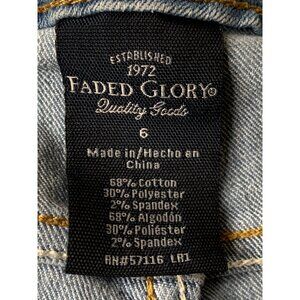 ESTABLISHED
1972
FADED GLORY®
Quality Goods
6
Made in/Hecho en
China
68% Cotton
30% Polyester
2% Spandex
68% Algodón
30% Poliéster
2% Spandex
RN#57116 LR1